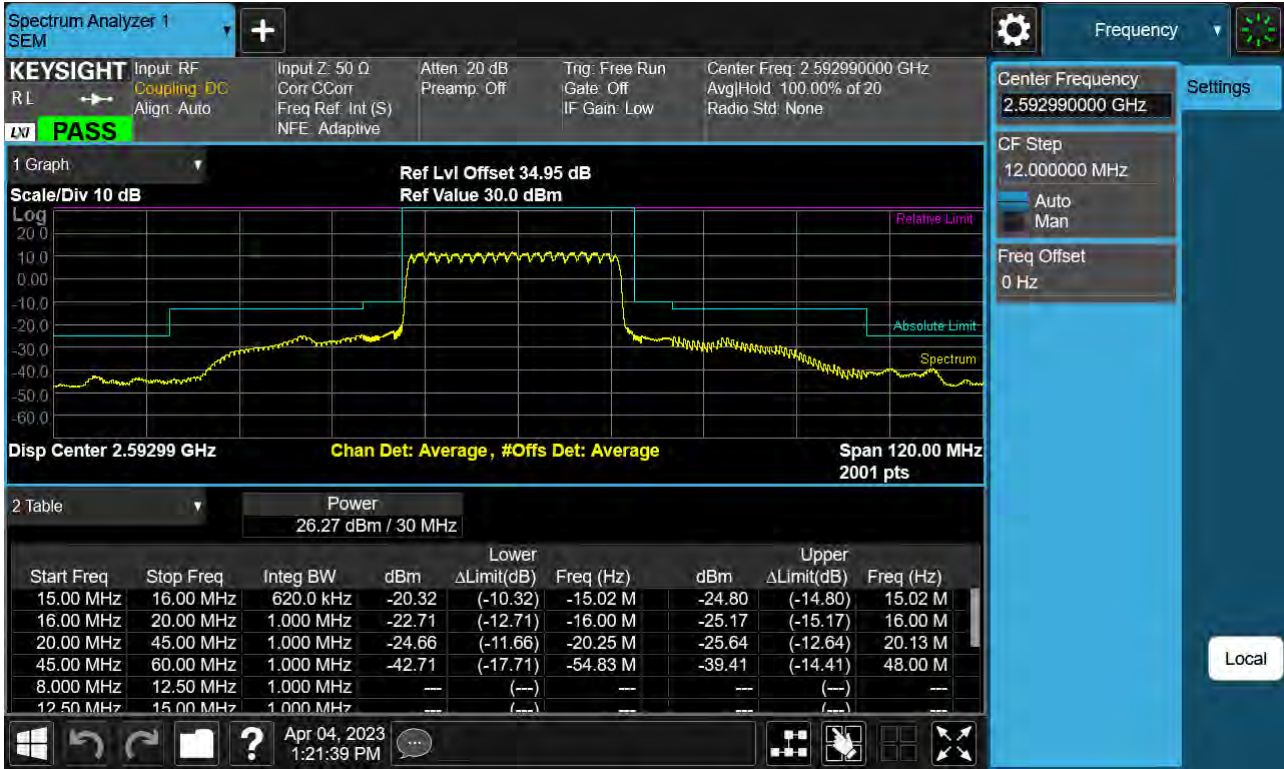 Spectrum Analyzer 1
SEM
Frequency
KEYSIGHT
R L
LXI
PASS
Input: RF
Coupling: DC
Align: Auto
Input Z: 50 Ω
Corr CCorr
Freq Ref: Int (S)
NFE: Adaptive
Atten: 20 dB
Preamp: Off
Trig: Free Run
Gate: Off
IF Gain: Low
Center Freq: 2.592990000 GHz
Avg|Hold: 100.00% of 20
Radio Std: None
Center Frequency
2.592990000 GHz
Settings
CF Step
12.000000 MHz
Auto
Man
Freq Offset
0 Hz
Local
1 Graph
Scale/Div 10 dB
Ref Lvl Offset 34.95 dB
Ref Value 30.0 dBm
Log
20.0
10.0
0.00
-10.0
-20.0
-30.0
-40.0
-50.0
-60.0
Relative Limit
Absolute Limit
Spectrum
Disp Center 2.59299 GHz
Chan Det: Average, #Offs Det: Average
Span 120.00 MHz
2001 pts
2 Table
Power
26.27 dBm / 30 MHz
Lower Upper
Start Freq Stop Freq Integ BW dBm ΔLimit(dB) Freq (Hz) dBm ΔLimit(dB) Freq (Hz)
15.00 MHz 16.00 MHz 620.0 kHz -20.32 (-10.32) -15.02 M -24.80 (-14.80) 15.02 M
16.00 MHz 20.00 MHz 1.000 MHz -22.71 (-12.71) -16.00 M -25.17 (-15.17) 16.00 M
20.00 MHz 45.00 MHz 1.000 MHz -24.66 (-11.66) -20.25 M -25.64 (-12.64) 20.13 M
45.00 MHz 60.00 MHz 1.000 MHz -42.71 (-17.71) -54.83 M -39.41 (-14.41) 48.00 M
8.000 MHz 12.50 MHz 1.000 MHz --- (---) --- --- (---) ---
12.50 MHz 15.00 MHz 1.000 MHz --- (---) --- --- (---) ---
Apr 04, 2023
1:21:39 PM